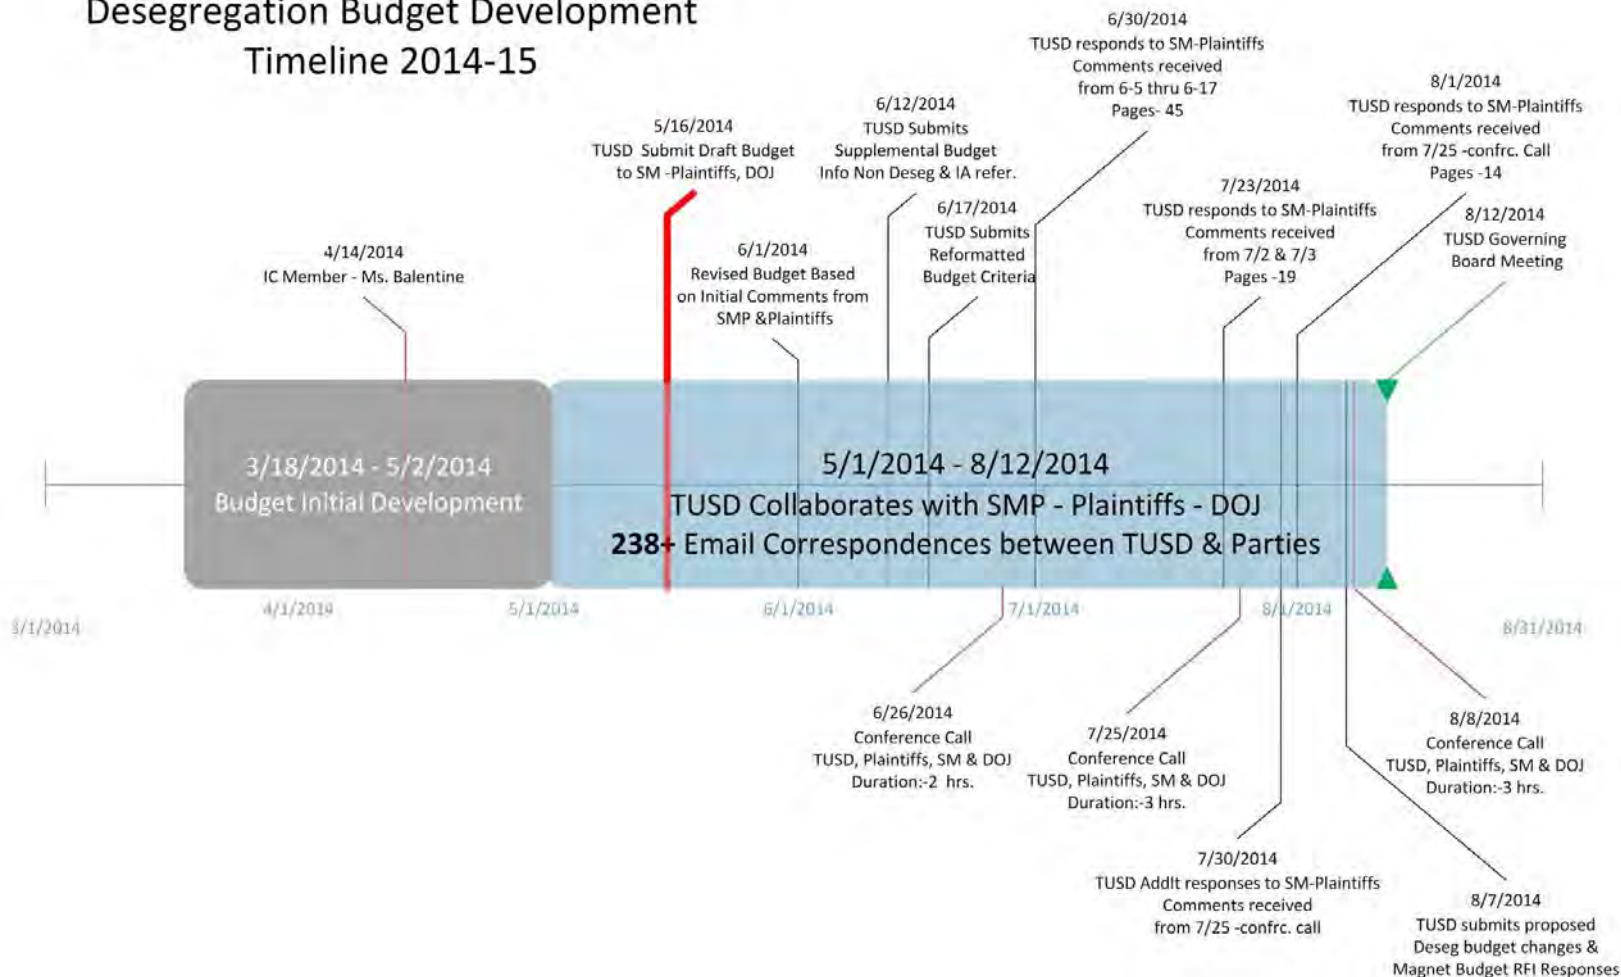 Desegregation Budget Development
Timeline 2014-15
6/30/2014
TUSD responds to SM-Plaintiffs
Comments received
from 6-5 thru 6-17
Pages- 45
8/1/2014
TUSD responds to SM-Plaintiffs
Comments received
from 7/25 -confrc. Call
Pages -14
6/12/2014
TUSD Submits
Supplemental Budget
Info Non Deseg & IA refer.
5/16/2014
TUSD Submit Draft Budget
to SM -Plaintiffs, DOJ
7/23/2014
TUSD responds to SM-Plaintiffs
Comments received
from 7/2 & 7/3
Pages -19
6/17/2014
TUSD Submits
Reformatted
Budget Criteria
8/12/2014
TUSD Governing
Board Meeting
4/14/2014
IC Member - Ms. Balentine
6/1/2014
Revised Budget Based
on Initial Comments from
SMP &Plaintiffs
3/18/2014 - 5/2/2014
Budget Initial Development
5/1/2014 - 8/12/2014
TUSD Collaborates with SMP - Plaintiffs - DOJ
238+ Email Correspondences between TUSD & Parties
3/1/2014
4/1/2014
5/1/2014
6/1/2014
7/1/2014
8/1/2014
8/31/2014
6/26/2014
Conference Call
TUSD, Plaintiffs, SM & DOJ
Duration:-2 hrs.
7/25/2014
Conference Call
TUSD, Plaintiffs, SM & DOJ
Duration:-3 hrs.
8/8/2014
Conference Call
TUSD, Plaintiffs, SM & DOJ
Duration:-3 hrs.
7/30/2014
TUSD Addlt responses to SM-Plaintiffs
Comments received
from 7/25 -confrc. call
8/7/2014
TUSD submits proposed
Deseg budget changes &
Magnet Budget RFI Responses